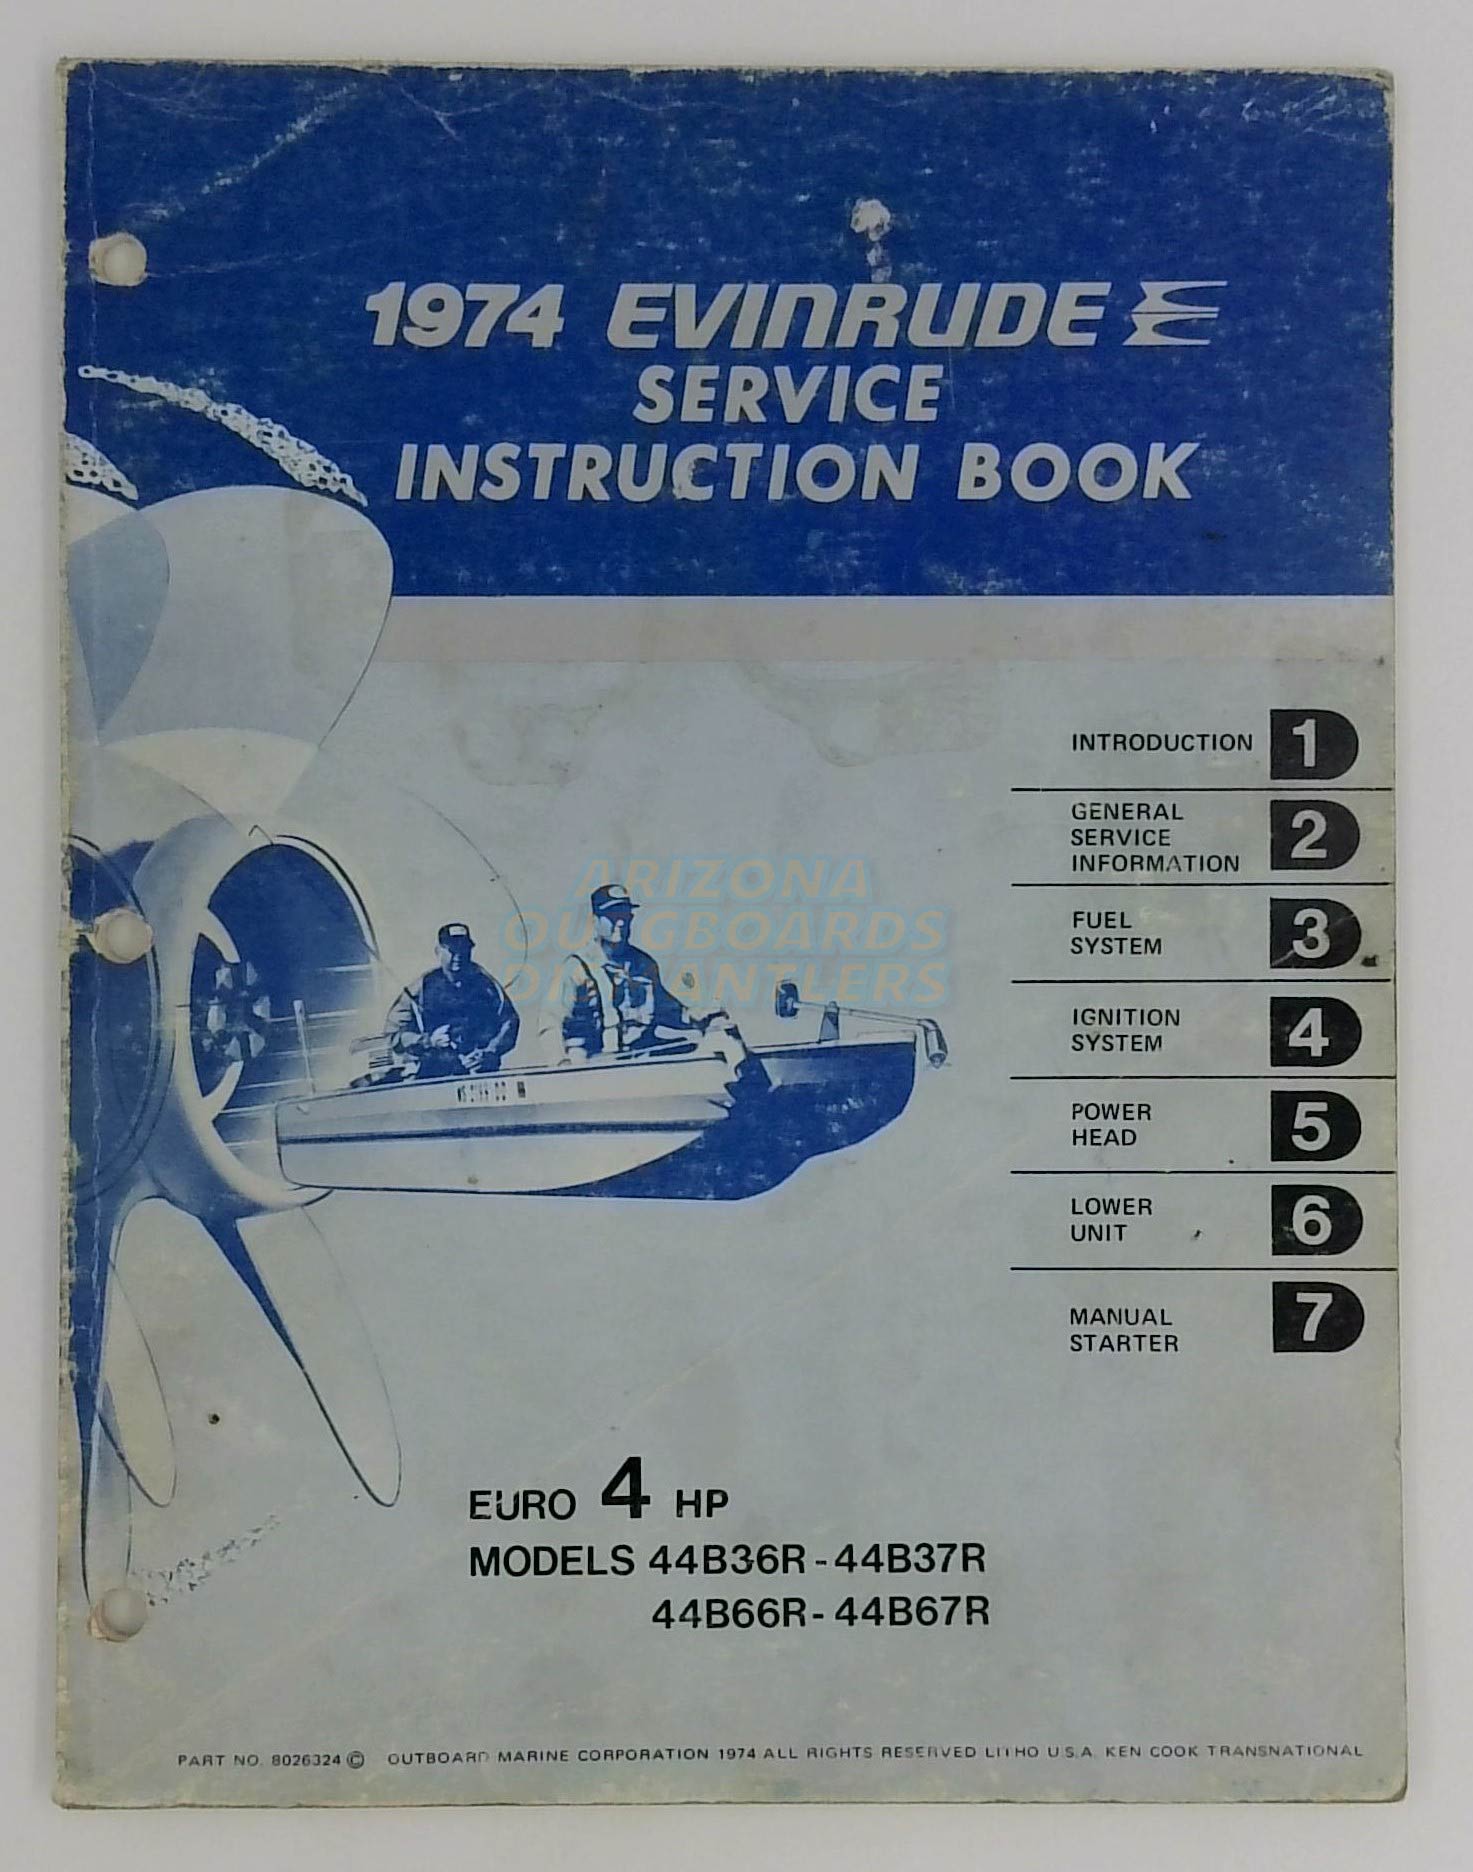 1974 EVINRUDE
SERVICE
INSTRUCTION BOOK
INTRODUCTION 1
GENERAL
SERVICE
INFORMATION 2
FUEL
SYSTEM 3
IGNITION
SYSTEM 4
POWER
HEAD 5
LOWER
UNIT 6
MANUAL
STARTER 7
ARIZONA
OUTGBOARDS
DISMANTLERS
EURO 4 HP
MODELS 44B36R - 44B37R
44B66R - 44B67R
PART NO. 8026324 © OUTBOARD MARINE CORPORATION 1974 ALL RIGHTS RESERVED LITHO U.S.A. KEN COOK TRANSNATIONAL